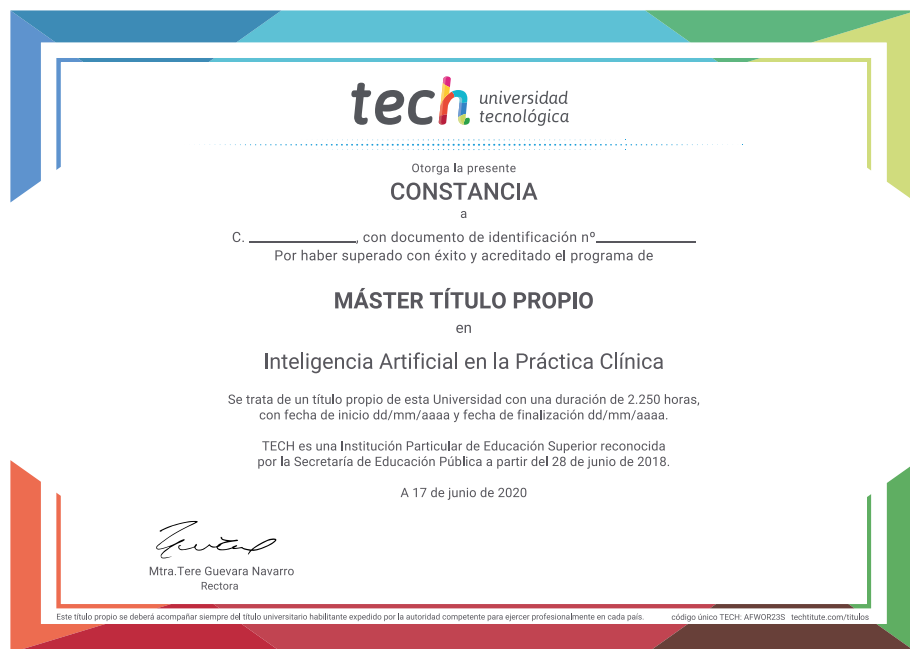 tech universidad
tecnológica
Otorga la presente
CONSTANCIA
a
C. ____________, con documento de identificación nº____________
Por haber superado con éxito y acreditado el programa de
MÁSTER TÍTULO PROPIO
en
Inteligencia Artificial en la Práctica Clínica
Se trata de un título propio de esta Universidad con una duración de 2.250 horas,
con fecha de inicio dd/mm/aaaa y fecha de finalización dd/mm/aaaa.
TECH es una Institución Particular de Educación Superior reconocida
por la Secretaría de Educación Pública a partir del 28 de junio de 2018.
A 17 de junio de 2020
Mtra.Tere Guevara Navarro
Rectora
Este título propio se deberá acompañar siempre del título universitario habilitante expedido por la autoridad competente para ejercer profesionalmente en cada país. código único TECH: AFWOR23S techtitute.com/titulos